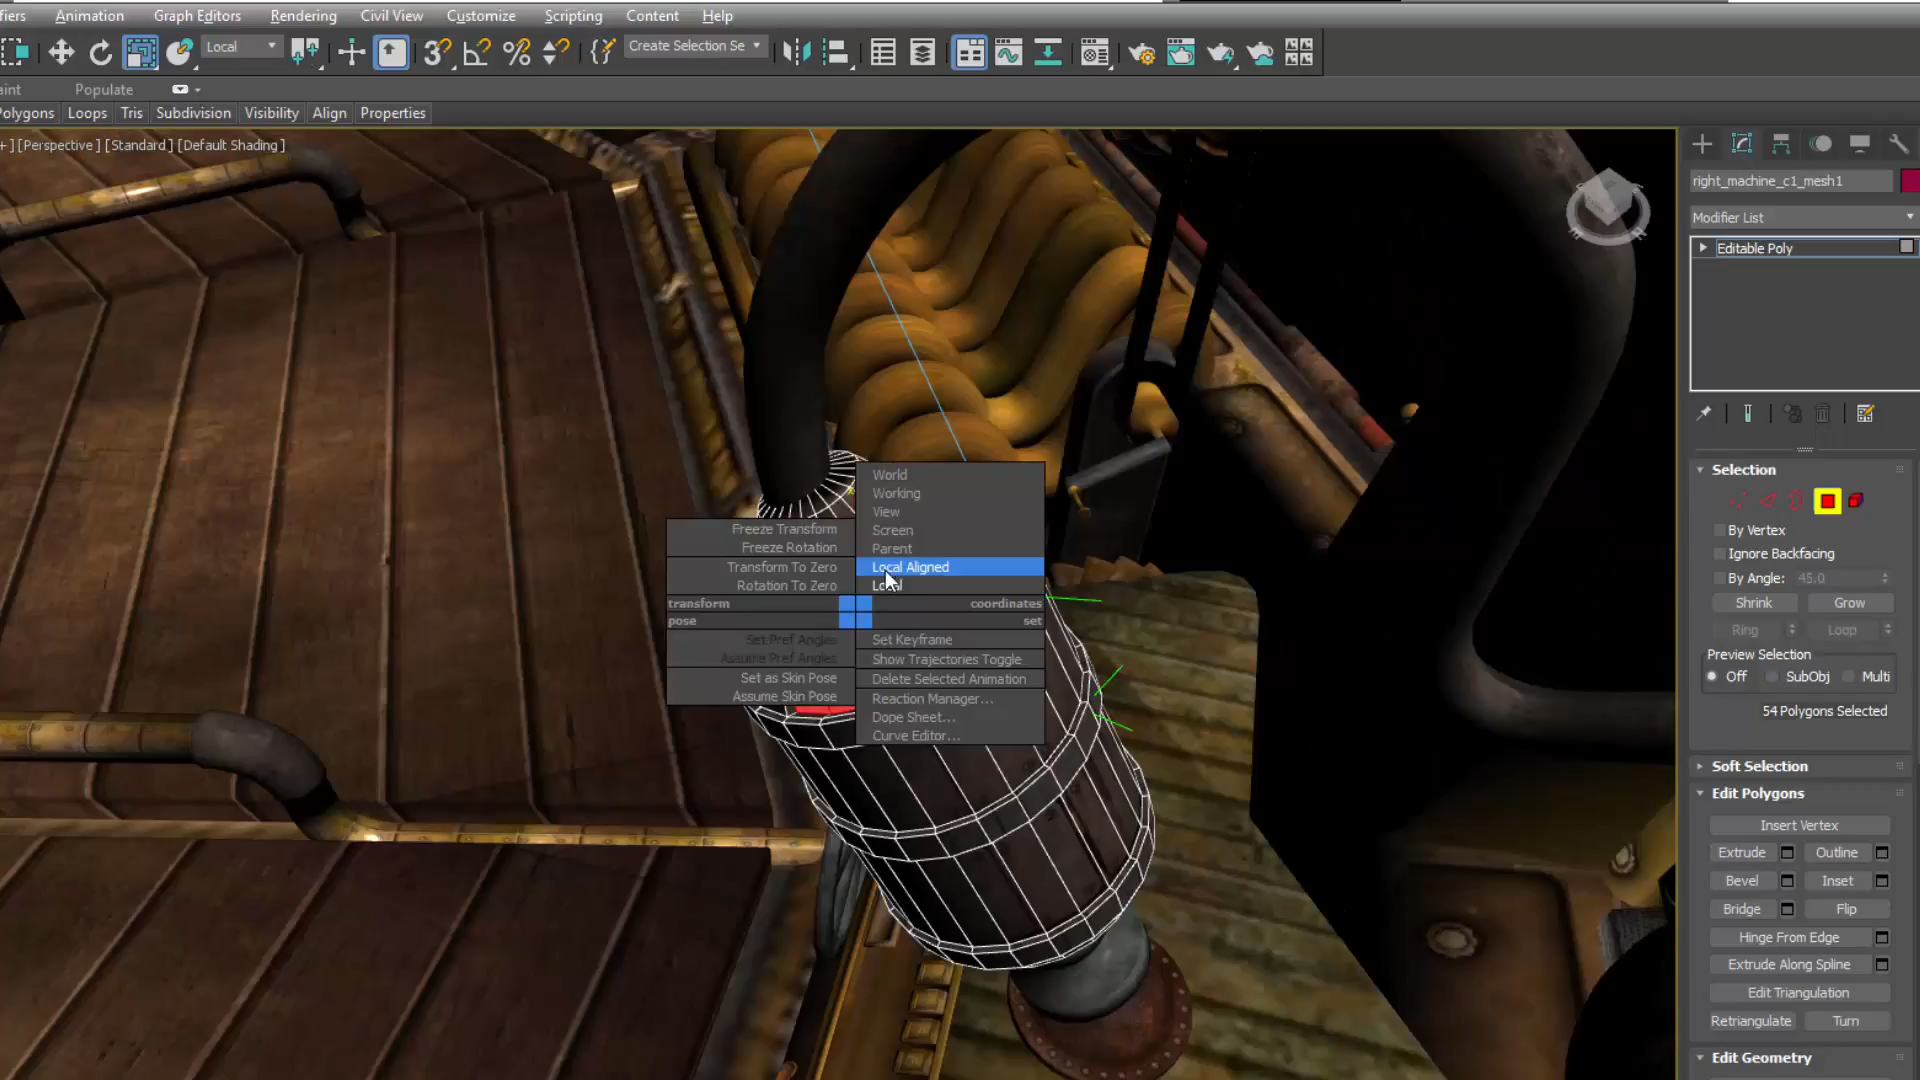 fiers Animation Graph Editors Rendering Civil View Customize Scripting Content Help
Local
Create Selection Se
aint Populate
Polygons Loops Tris Subdivision Visibility Align Properties
+ ] [Perspective ] [Standard ] [Default Shading ]
right_machine_c1_mesh1
Modifier List
Editable Poly
World
Working
View
Screen
Parent
Local Aligned
Local
Freeze Transform
Freeze Rotation
Transform To Zero
Rotation To Zero
transform
coordinates
pose
set
Set Pref Angles
Assume Pref Angles
Set as Skin Pose
Assume Skin Pose
Set Keyframe
Show Trajectories Toggle
Delete Selected Animation
Reaction Manager...
Dope Sheet...
Curve Editor...
Selection
By Vertex
Ignore Backfacing
By Angle: 45.0
Shrink Grow
Ring Loop
Preview Selection
Off SubObj Multi
54 Polygons Selected
Soft Selection
Edit Polygons
Insert Vertex
Extrude Outline
Bevel Inset
Bridge Flip
Hinge From Edge
Extrude Along Spline
Edit Triangulation
Retriangulate Turn
Edit Geometry